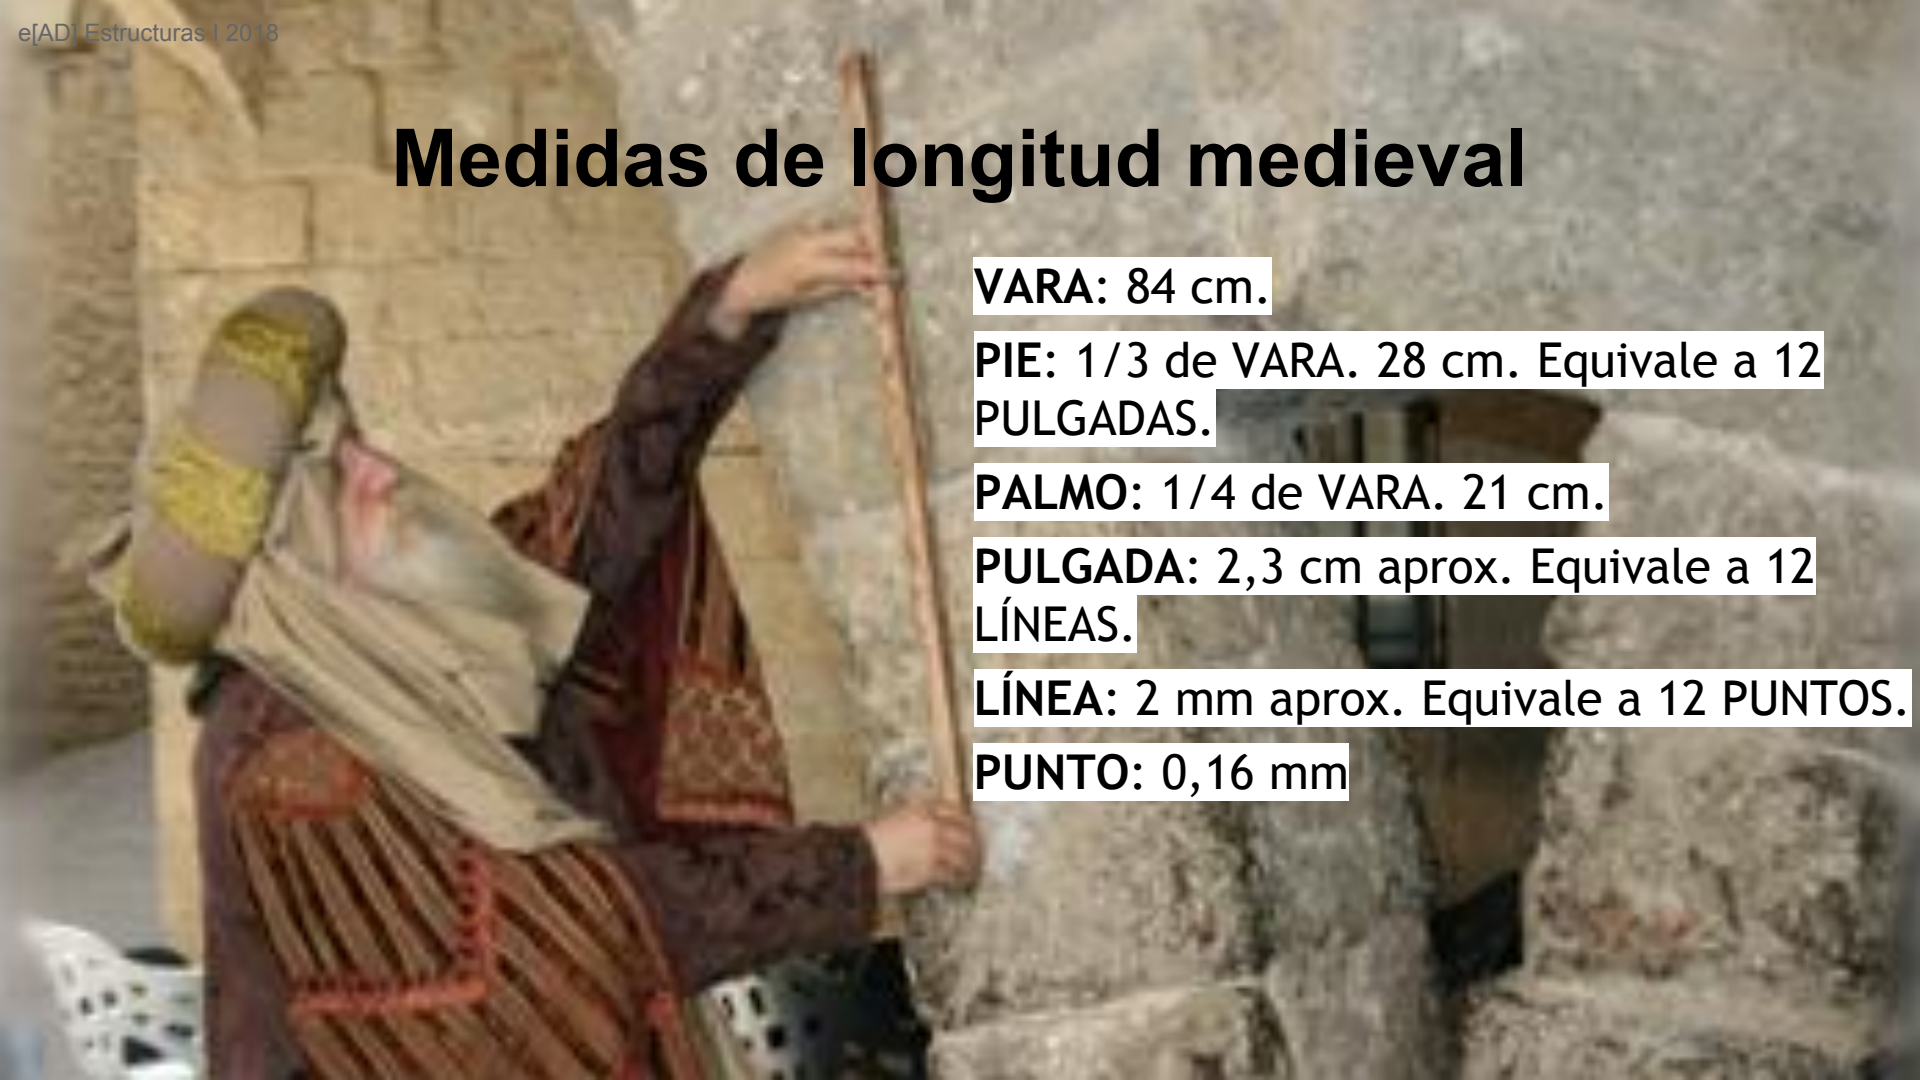 e[AD] Estructuras I 2018
Medidas de longitud medieval
VARA: 84 cm.
PIE: 1/3 de VARA. 28 cm. Equivale a 12
PULGADAS.
PALMO: 1/4 de VARA. 21 cm.
PULGADA: 2,3 cm aprox. Equivale a 12
LÍNEAS.
LÍNEA: 2 mm aprox. Equivale a 12 PUNTOS.
PUNTO: 0,16 mm